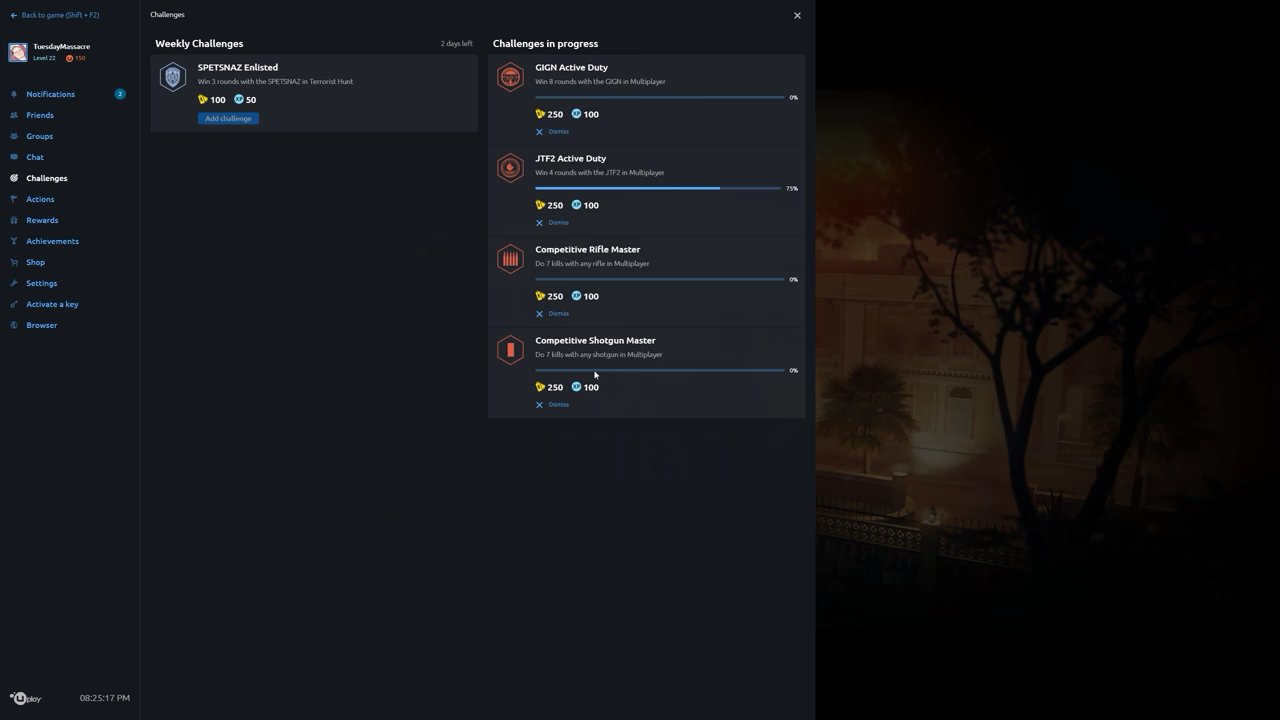 Back to game (Shift + F2)
TuesdayMassacre
Level 22 150
Notifications 2
Friends
Groups
Chat
Challenges
Actions
Rewards
Achievements
Shop
Settings
Activate a key
Browser
uplay 08:25:17 PM
Challenges
Weekly Challenges 2 days left
SPETSNAZ Enlisted
Win 3 rounds with the SPETSNAZ in Terrorist Hunt
100 XP 50
Add challenge
Challenges in progress
GIGN Active Duty
Win 8 rounds with the GIGN in Multiplayer
0%
250 XP 100
Dismiss
JTF2 Active Duty
Win 4 rounds with the JTF2 in Multiplayer
75%
250 XP 100
Dismiss
Competitive Rifle Master
Do 7 kills with any rifle in Multiplayer
0%
250 XP 100
Dismiss
Competitive Shotgun Master
Do 7 kills with any shotgun in Multiplayer
0%
250 XP 100
Dismiss